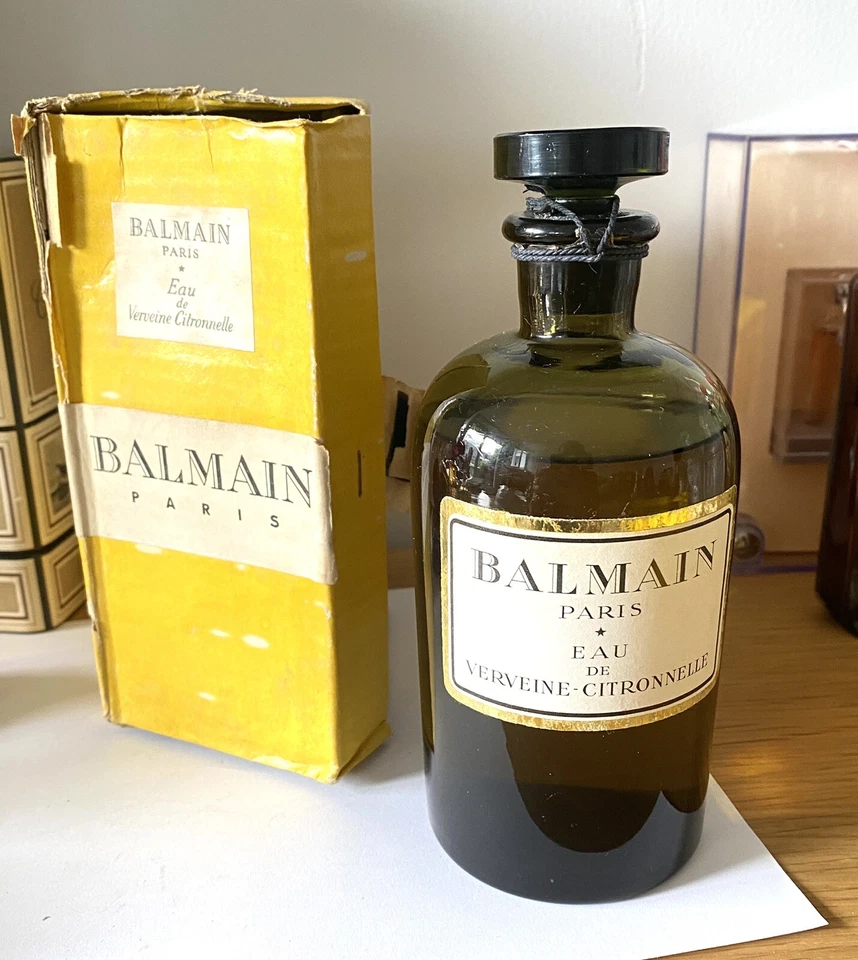 BALMAIN
PARIS
★
Eau
de
Verveine Citronnelle
BALMAIN
PARIS
BALMAIN
PARIS
★
EAU
DE
VERVEINE-CITRONNELLE